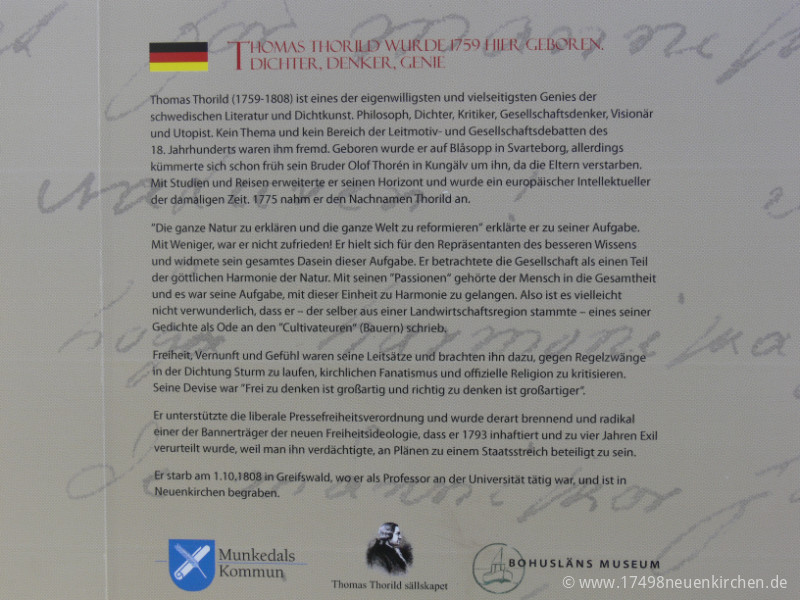 THOMAS THORILD WURDE 1759 HIER GEBOREN.
DICHTER, DENKER, GENIE
Thomas Thorild (1759-1808) ist eines der eigenwilligsten und vielseitigsten Genies der
schwedischen Literatur und Dichtkunst. Philosoph, Dichter, Kritiker, Gesellschaftsdenker, Visionär
und Utopist. Kein Thema und kein Bereich der Leitmotiv- und Gesellschaftsdebatten des
18. Jahrhunderts waren ihm fremd. Geboren wurde er auf Blåsopp in Svarteborg, allerdings
kümmerte sich schon früh sein Bruder Olof Thorén in Kungälv um ihn, da die Eltern verstarben.
Mit Studien und Reisen erweiterte er seinen Horizont und wurde ein europäischer Intellektueller
der damaligen Zeit. 1775 nahm er den Nachnamen Thorild an.
"Die ganze Natur zu erklären und die ganze Welt zu reformieren" erklärte er zu seiner Aufgabe.
Mit Weniger, war er nicht zufrieden! Er hielt sich für den Repräsentanten des besseren Wissens
und widmete sein gesamtes Dasein dieser Aufgabe. Er betrachtete die Gesellschaft als einen Teil
der göttlichen Harmonie der Natur. Mit seinen "Passionen" gehörte der Mensch in die Gesamtheit
und es war seine Aufgabe, mit dieser Einheit zu Harmonie zu gelangen. Also ist es vielleicht
nicht verwunderlich, dass er – der selber aus einer Landwirtschaftsregion stammte – eines seiner
Gedichte als Ode an den "Cultivateuren" (Bauern) schrieb.
Freiheit, Vernunft und Gefühl waren seine Leitsätze und brachten ihn dazu, gegen Regelzwänge
in der Dichtung Sturm zu laufen, kirchlichen Fanatismus und offizielle Religion zu kritisieren.
Seine Devise war "Frei zu denken ist großartig und richtig zu denken ist großartiger".
Er unterstützte die liberale Pressefreiheitsverordnung und wurde derart brennend und radikal
einer der Bannerträger der neuen Freiheitsideologie, dass er 1793 inhaftiert und zu vier Jahren Exil
verurteilt wurde, weil man ihn verdächtigte, an Plänen zu einem Staatsstreich beteiligt zu sein.
Er starb am 1.10,1808 in Greifswald, wo er als Professor an der Universität tätig war, und ist in
Neuenkirchen begraben.
Munkedals
Kommun
Thomas Thorild sällskapet
BOHUSLÄNS MUSEUM
© www.17498neuenkirchen.de